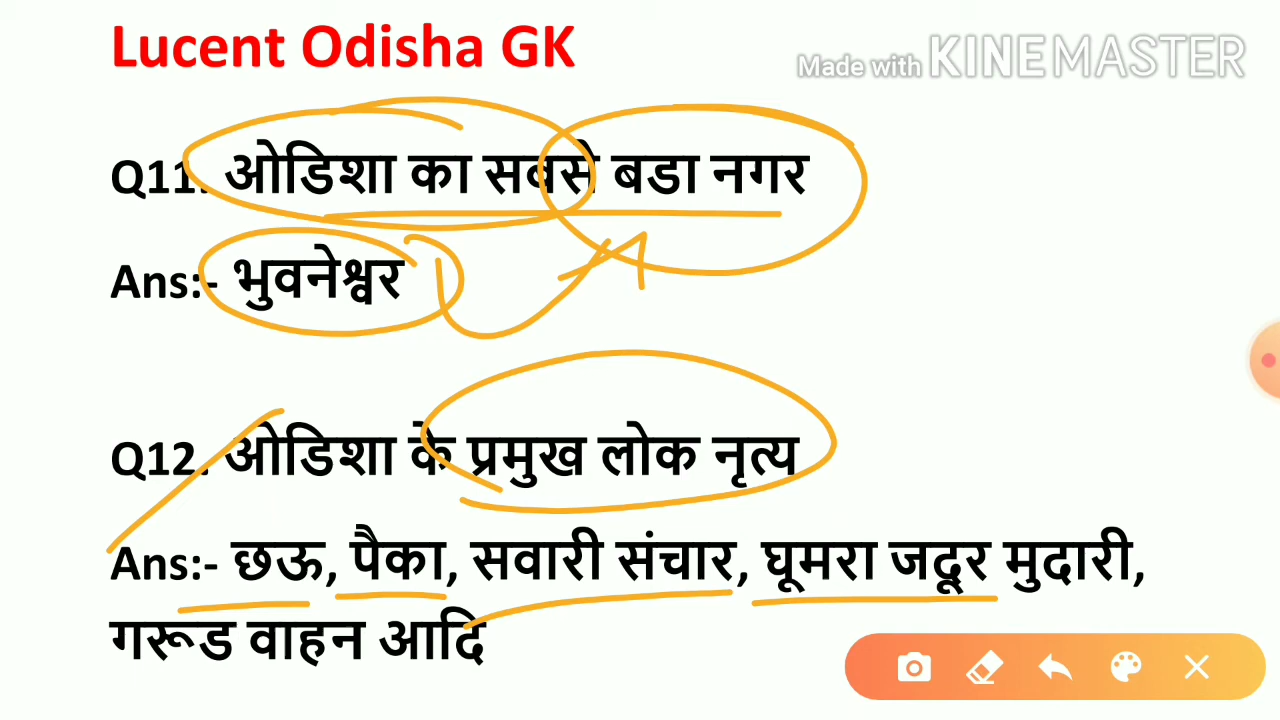 Lucent Odisha GK
Made with KINEMASTER
Q11. ओडिशा का सबसे बडा नगर
Ans:- भुवनेश्वर
Q12. ओडिशा के प्रमुख लोक नृत्य
Ans:- छऊ, पैका, सवारी संचार, घूमरा जदूर मुदारी,
गरूड वाहन आदि